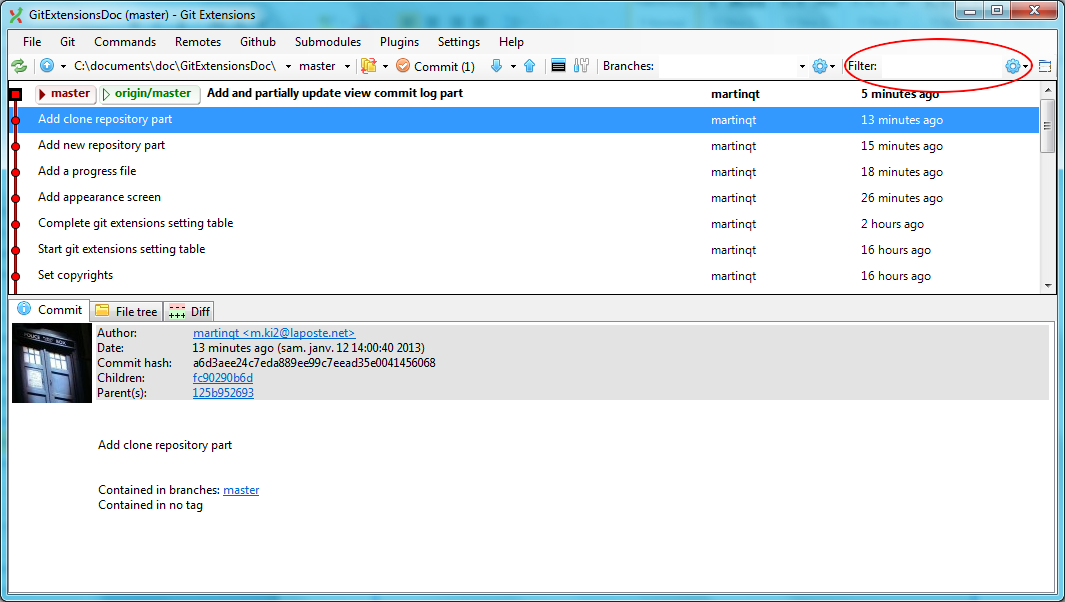 GitExtensionsDoc (master) - Git Extensions
File Git Commands Remotes Github Submodules Plugins Settings Help
C:\documents\doc\GitExtensionsDoc\ master Commit (1) Branches: Filter:
master origin/master Add and partially update view commit log part martinqt 5 minutes ago
Add clone repository part martinqt 13 minutes ago
Add new repository part martinqt 15 minutes ago
Add a progress file martinqt 18 minutes ago
Add appearance screen martinqt 26 minutes ago
Complete git extensions setting table martinqt 2 hours ago
Start git extensions setting table martinqt 16 hours ago
Set copyrights martinqt 16 hours ago
Commit File tree Diff
POLICE BOX
Author: martinqt <m.ki2@laposte.net>
Date: 13 minutes ago (sam. janv. 12 14:00:40 2013)
Commit hash: a6d3aee24c7eda889ee99c7eead35e0041456068
Children: fc90290b6d
Parent(s): 125b952693
Add clone repository part
Contained in branches: master
Contained in no tag